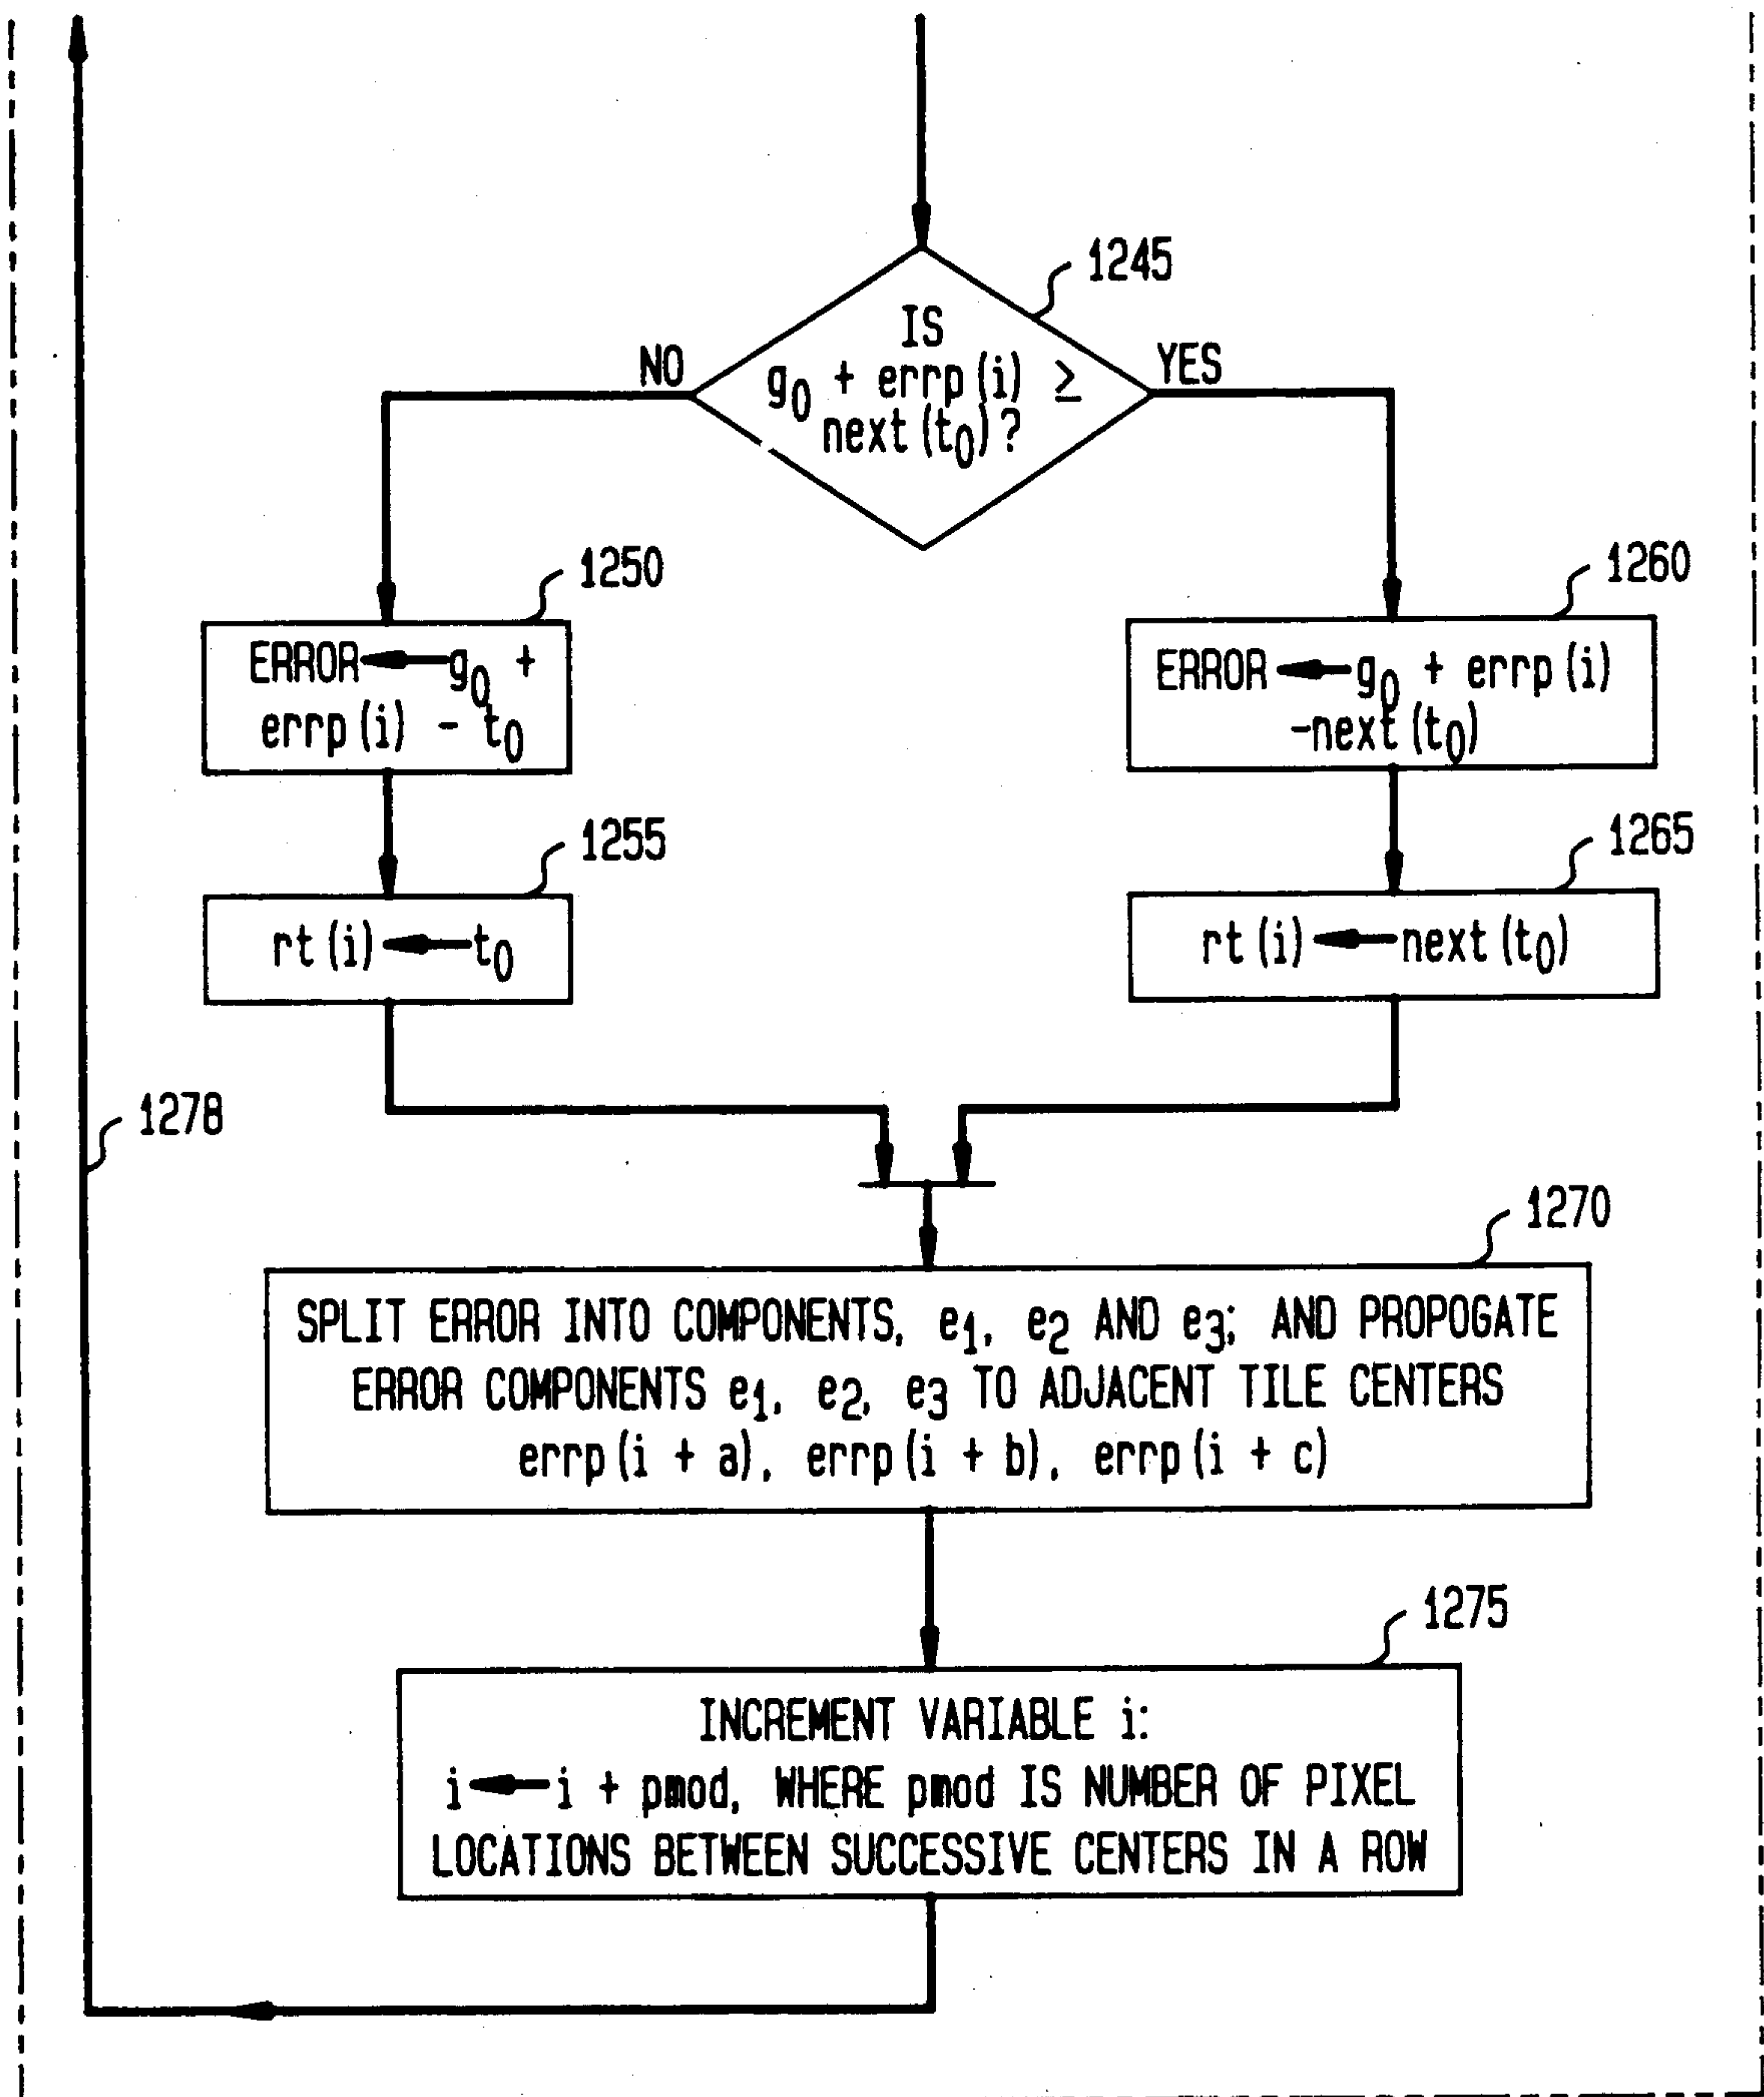 1245
IS
g0 + errp(i) ≥
next(t0)?
NO
YES
1250
ERROR←g0 +
errp(i) - t0
1260
ERROR←g0 + errp(i)
-next(t0)
1255
rt(i)←t0
1265
rt(i)←next(t0)
1278
1270
SPLIT ERROR INTO COMPONENTS, e1, e2 AND e3; AND PROPOGATE
ERROR COMPONENTS e1, e2, e3 TO ADJACENT TILE CENTERS
errp(i + a), errp(i + b), errp(i + c)
1275
INCREMENT VARIABLE i:
i←i + pmod, WHERE pmod IS NUMBER OF PIXEL
LOCATIONS BETWEEN SUCCESSIVE CENTERS IN A ROW